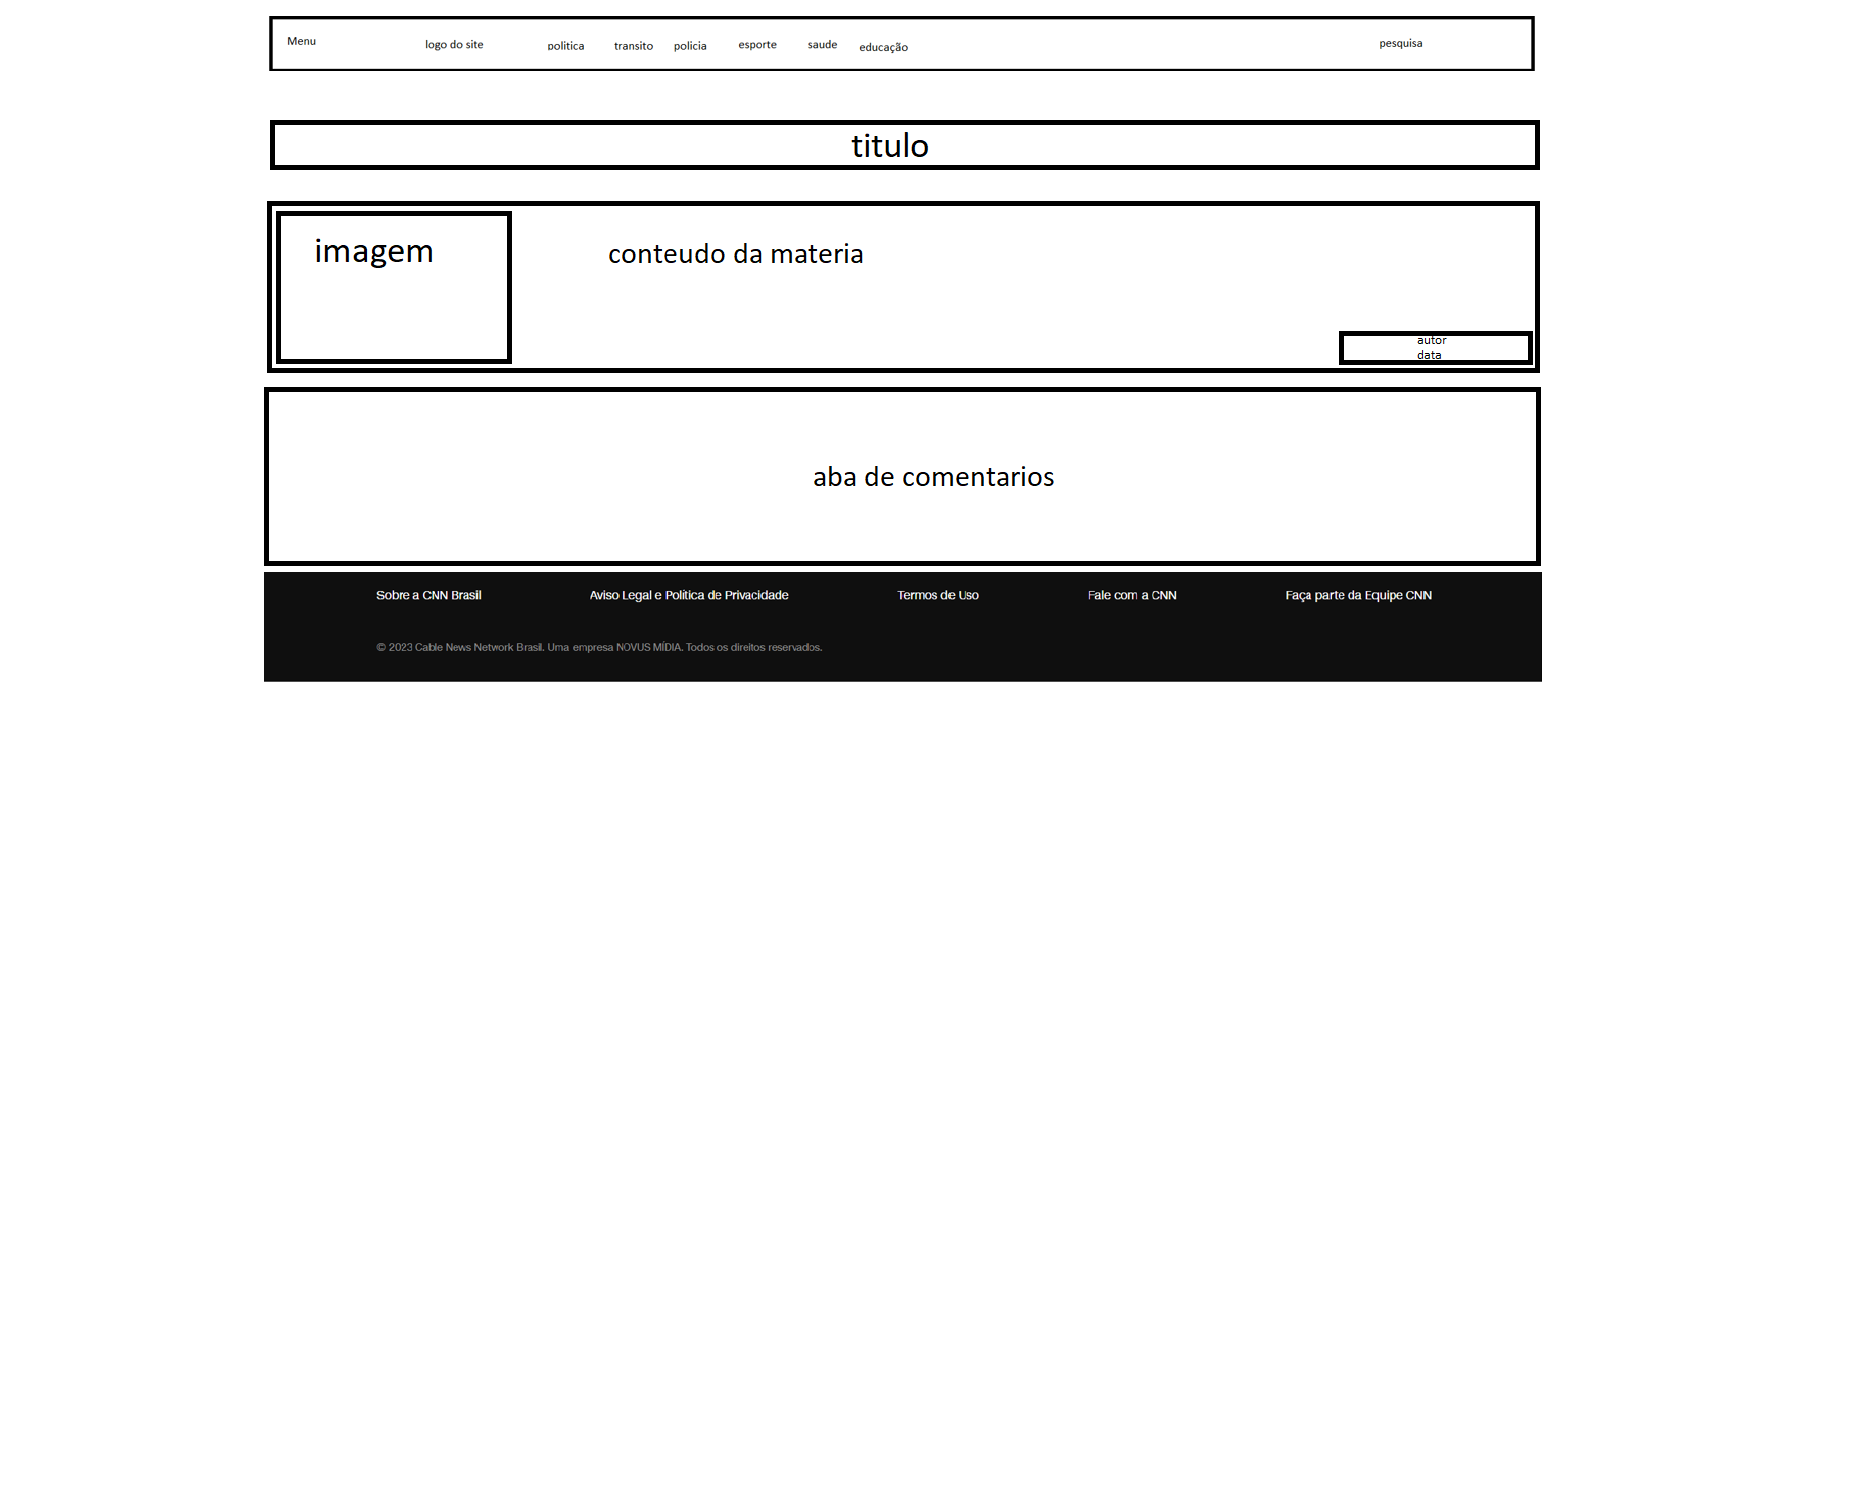 Menu logo do site politica transito policia esporte saude educação pesquisa
titulo
imagem conteudo da materia
autor
data
aba de comentarios
Sobre a CNN Brasil Aviso Legal e Política de Privacidade Termos de Uso Fale com a CNN Faça parte da Equipe CNN
© 2023 Cable News Network Brasil. Uma empresa NOVUS MÍDIA. Todos os direitos reservados.